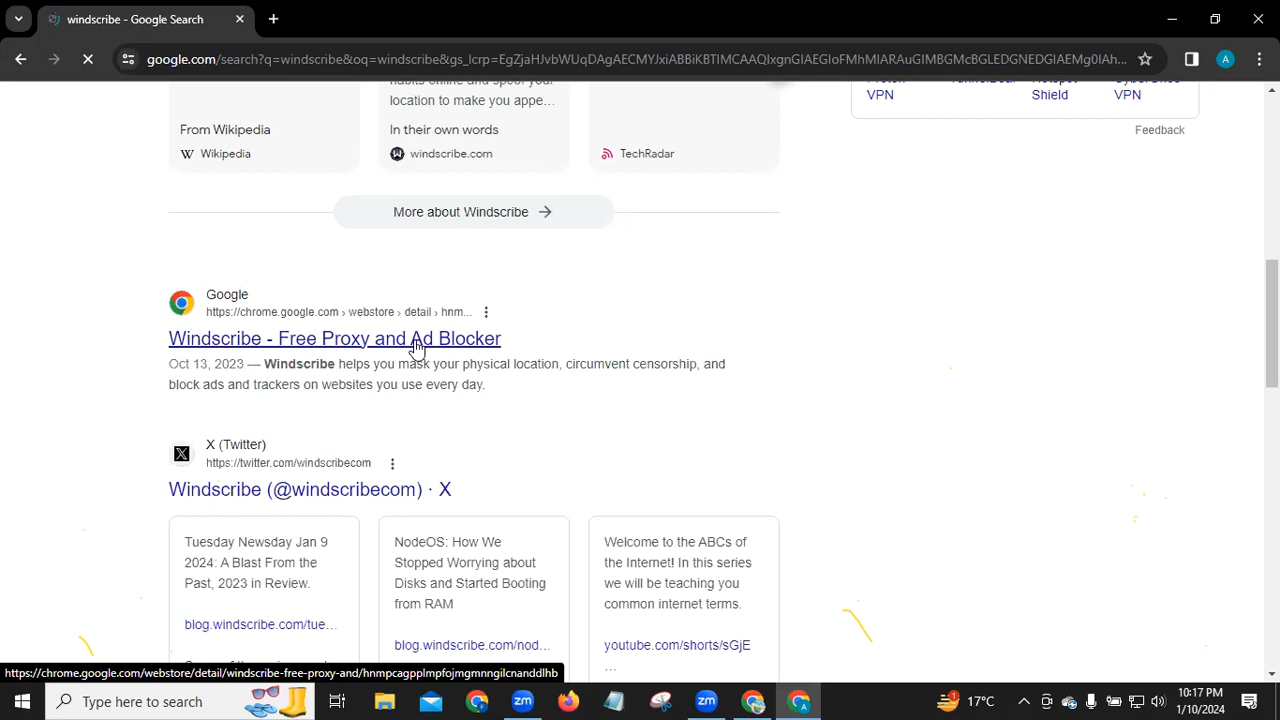 windscribe - Google Search
google.com/search?q=windscribe&oq=windscribe&gs_lcrp=EgZjaHJvbWUqDAgAECMYJxiABBiKBTIMCAAQIxgnGIAEGIoFMhMIARAuGIMBGMcBGLEDGNEDGIAEMg0IAh...
A
location to make you appe...
VPN
Shield
VPN
Feedback
From Wikipedia
In their own words
Wikipedia
windscribe.com
TechRadar
More about Windscribe
Google
https://chrome.google.com › webstore › detail › hnm...
Windscribe - Free Proxy and Ad Blocker
Oct 13, 2023 — Windscribe helps you mask your physical location, circumvent censorship, and
block ads and trackers on websites you use every day.
X (Twitter)
https://twitter.com/windscribecom
Windscribe (@windscribecom) · X
Tuesday Newsday Jan 9
2024: A Blast From the
Past, 2023 in Review.
blog.windscribe.com/tue...
NodeOS: How We
Stopped Worrying about
Disks and Started Booting
from RAM
blog.windscribe.com/nod...
Welcome to the ABCs of
the Internet! In this series
we will be teaching you
common internet terms.
youtube.com/shorts/sGjE
...
https://chrome.google.com/webstore/detail/windscribe-free-proxy-and/hnmpcagpplmpfojmgmnngilcnanddlhb
Type here to search
1
17°C
10:17 PM
1/10/2024